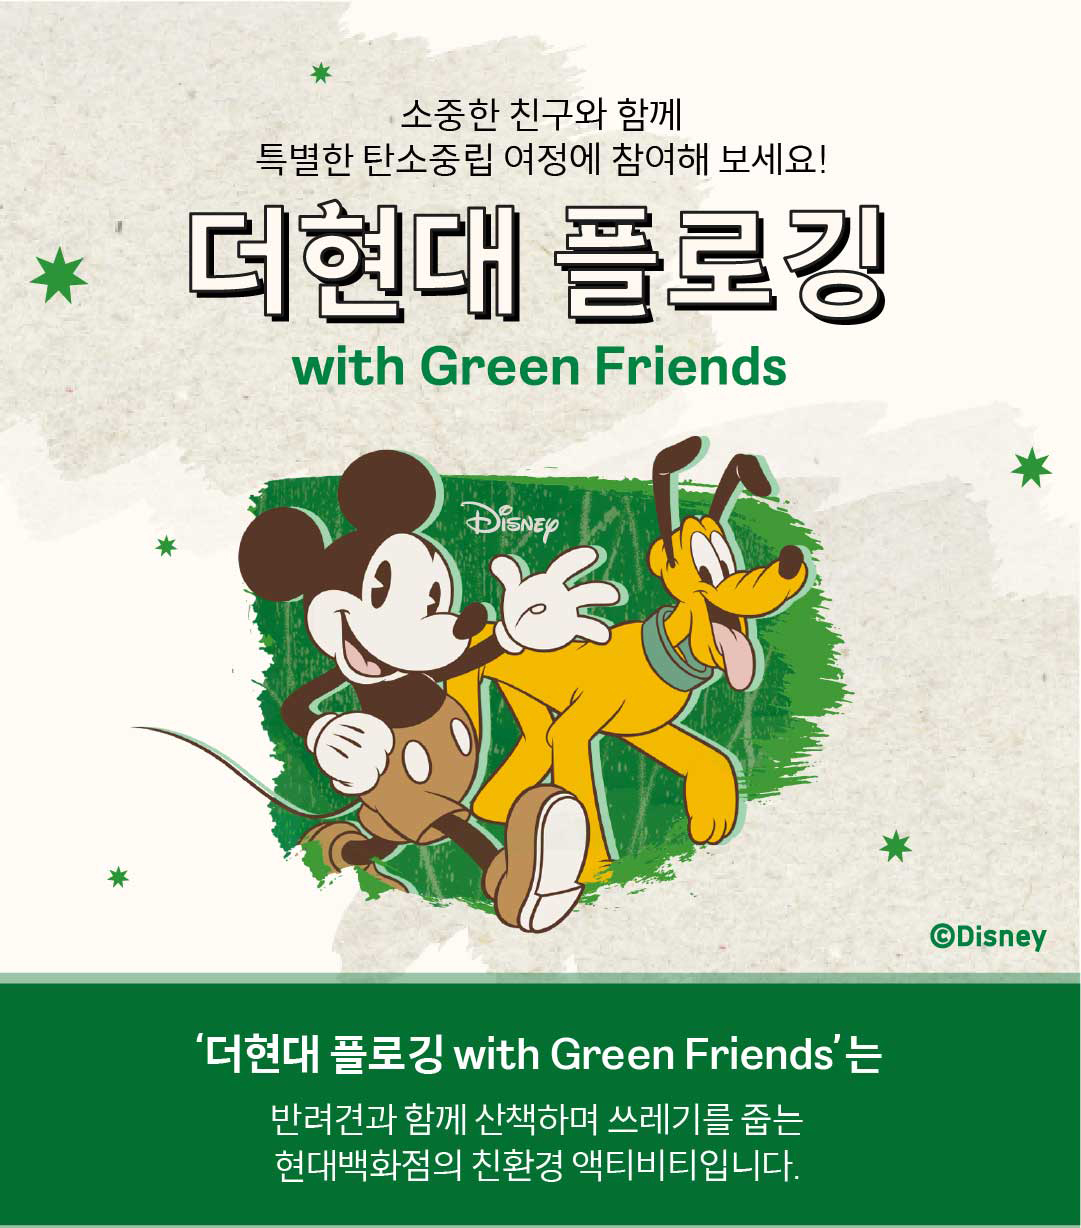 소중한 친구와 함께
특별한 탄소중립 여정에 참여해 보세요!
더현대 플로깅
with Green Friends
Disney
©Disney
‘더현대 플로깅 with Green Friends’는
반려견과 함께 산책하며 쓰레기를 줍는
현대백화점의 친환경 액티비티입니다.